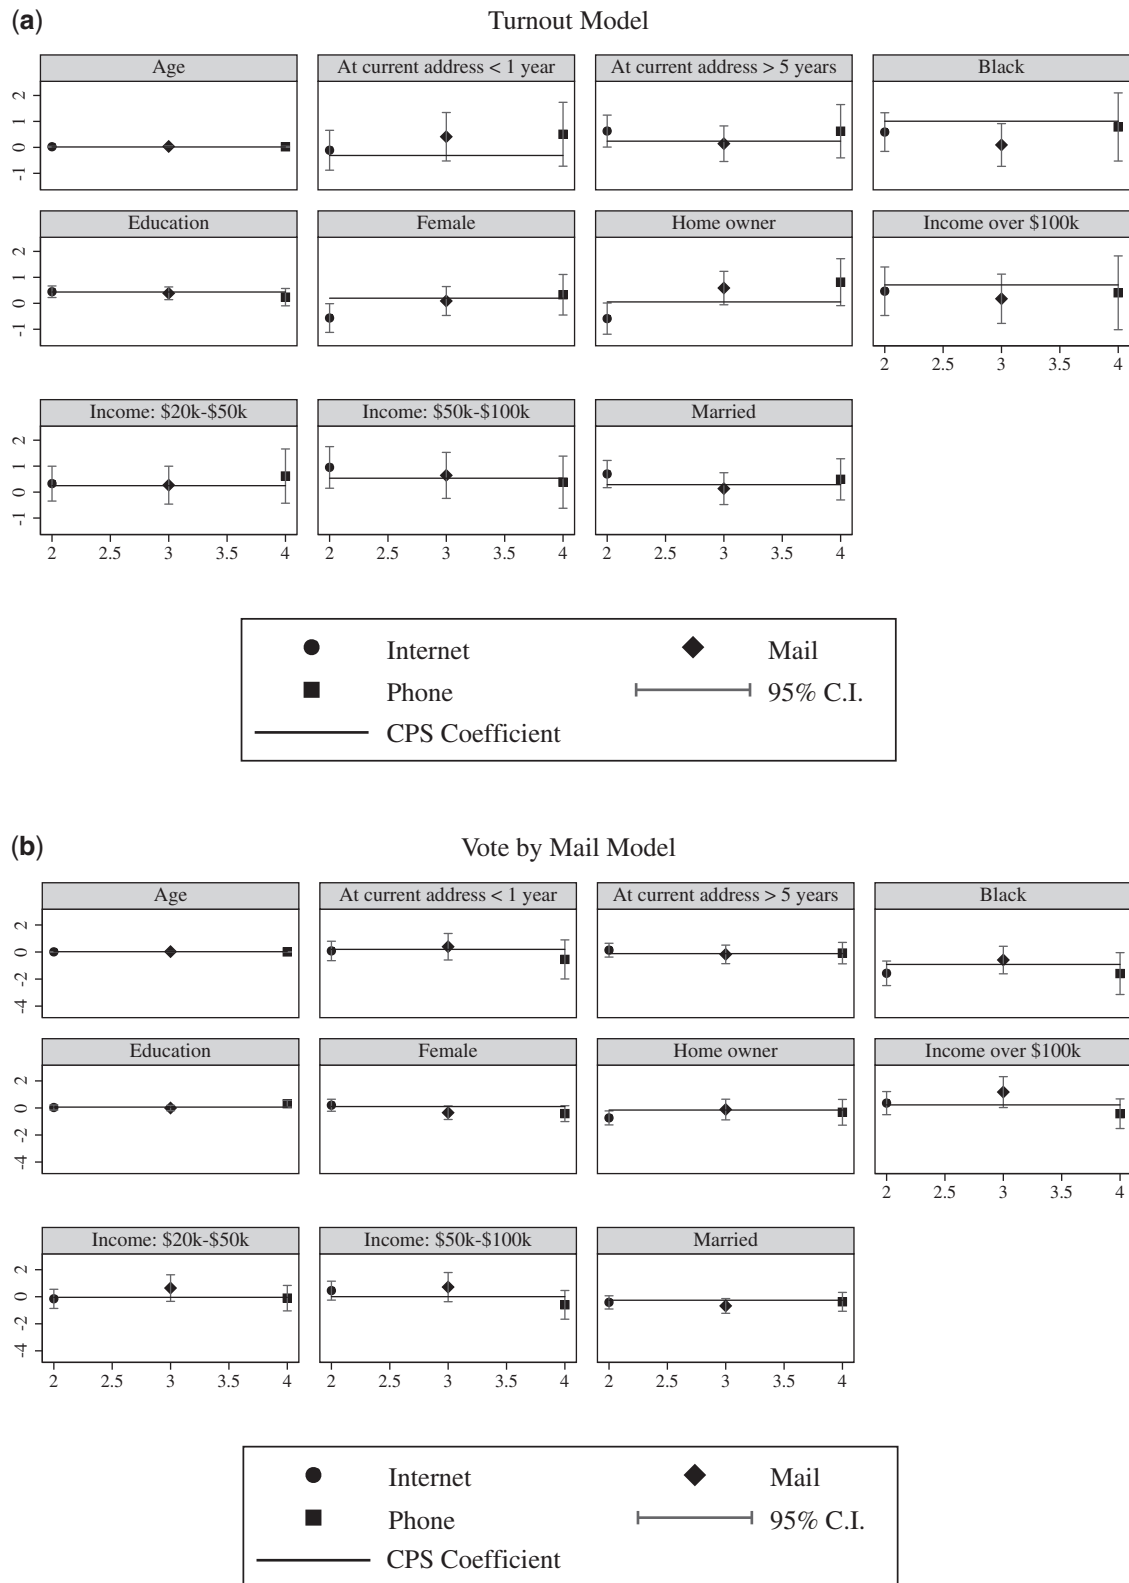 (a)
Turnout Model
Age At current address < 1 year At current address > 5 years Black
2
1
0
-1
Education Female Home owner Income over $100k
2
1
0
-1
2 2.5 3 3.5 4
Income: $20k-$50k Income: $50k-$100k Married
2
1
0
-1
2 2.5 3 3.5 4 2 2.5 3 3.5 4 2 2.5 3 3.5 4
Internet Mail
Phone 95% C.I.
CPS Coefficient
(b)
Vote by Mail Model
Age At current address < 1 year At current address > 5 years Black
2
0
-2
-4
Education Female Home owner Income over $100k
2
0
-2
-4
2 2.5 3 3.5 4
Income: $20k-$50k Income: $50k-$100k Married
2
0
-2
-4
2 2.5 3 3.5 4 2 2.5 3 3.5 4 2 2.5 3 3.5 4
Internet Mail
Phone 95% C.I.
CPS Coefficient